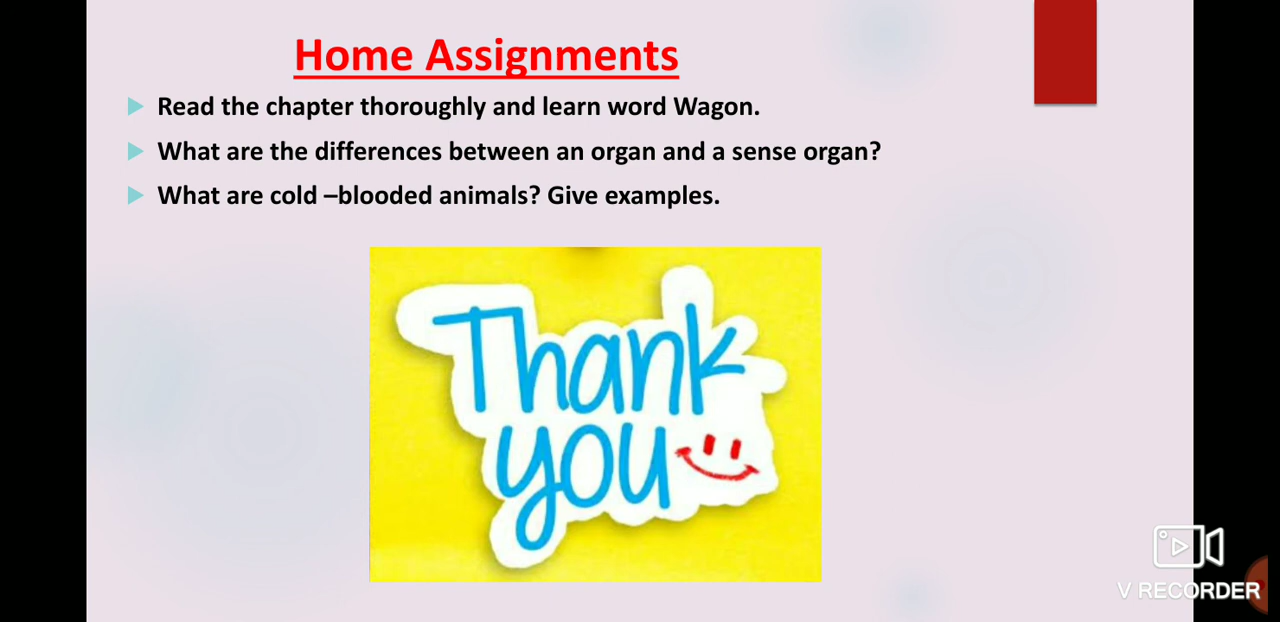 Home Assignments
Read the chapter thoroughly and learn word Wagon.
What are the differences between an organ and a sense organ?
What are cold –blooded animals? Give examples.
Thank
you
V RECORDER